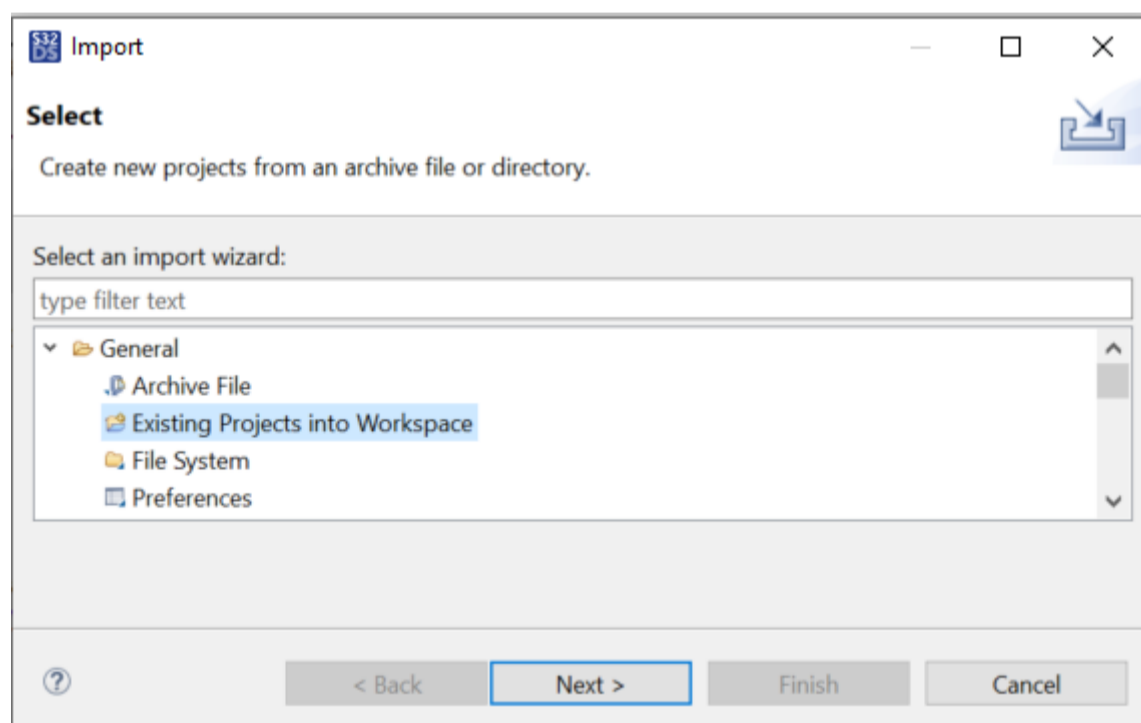 S32
DS
Import
Select
Create new projects from an archive file or directory.
Select an import wizard:
type filter text
General
Archive File
Existing Projects into Workspace
File System
Preferences
?
< Back
Next >
Finish
Cancel